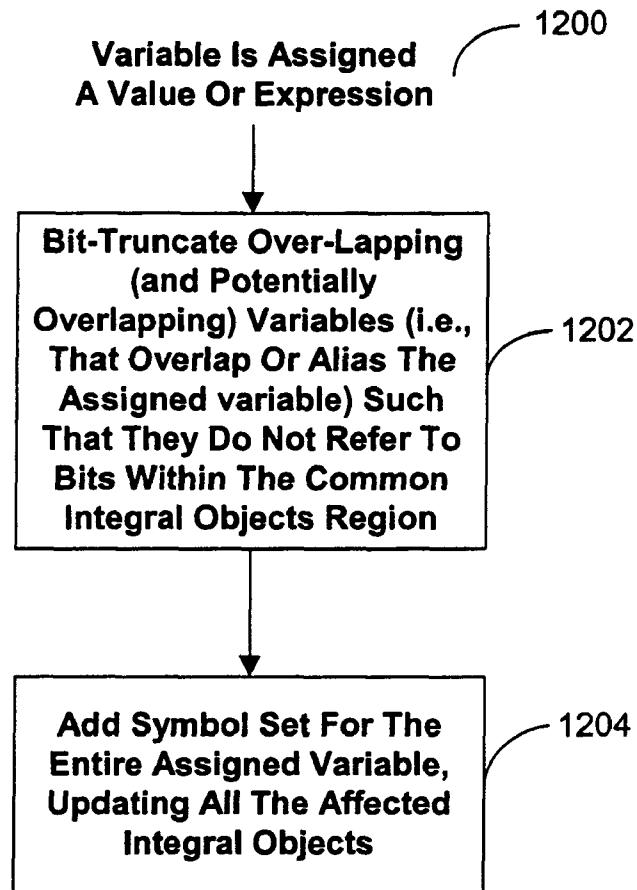 1200
Variable Is Assigned
A Value Or Expression
Bit-Truncate Over-Lapping
(and Potentially
Overlapping) Variables (i.e.,
That Overlap Or Alias The
Assigned variable) Such
That They Do Not Refer To
Bits Within The Common
Integral Objects Region
1202
Add Symbol Set For The
Entire Assigned Variable,
Updating All The Affected
Integral Objects
1204